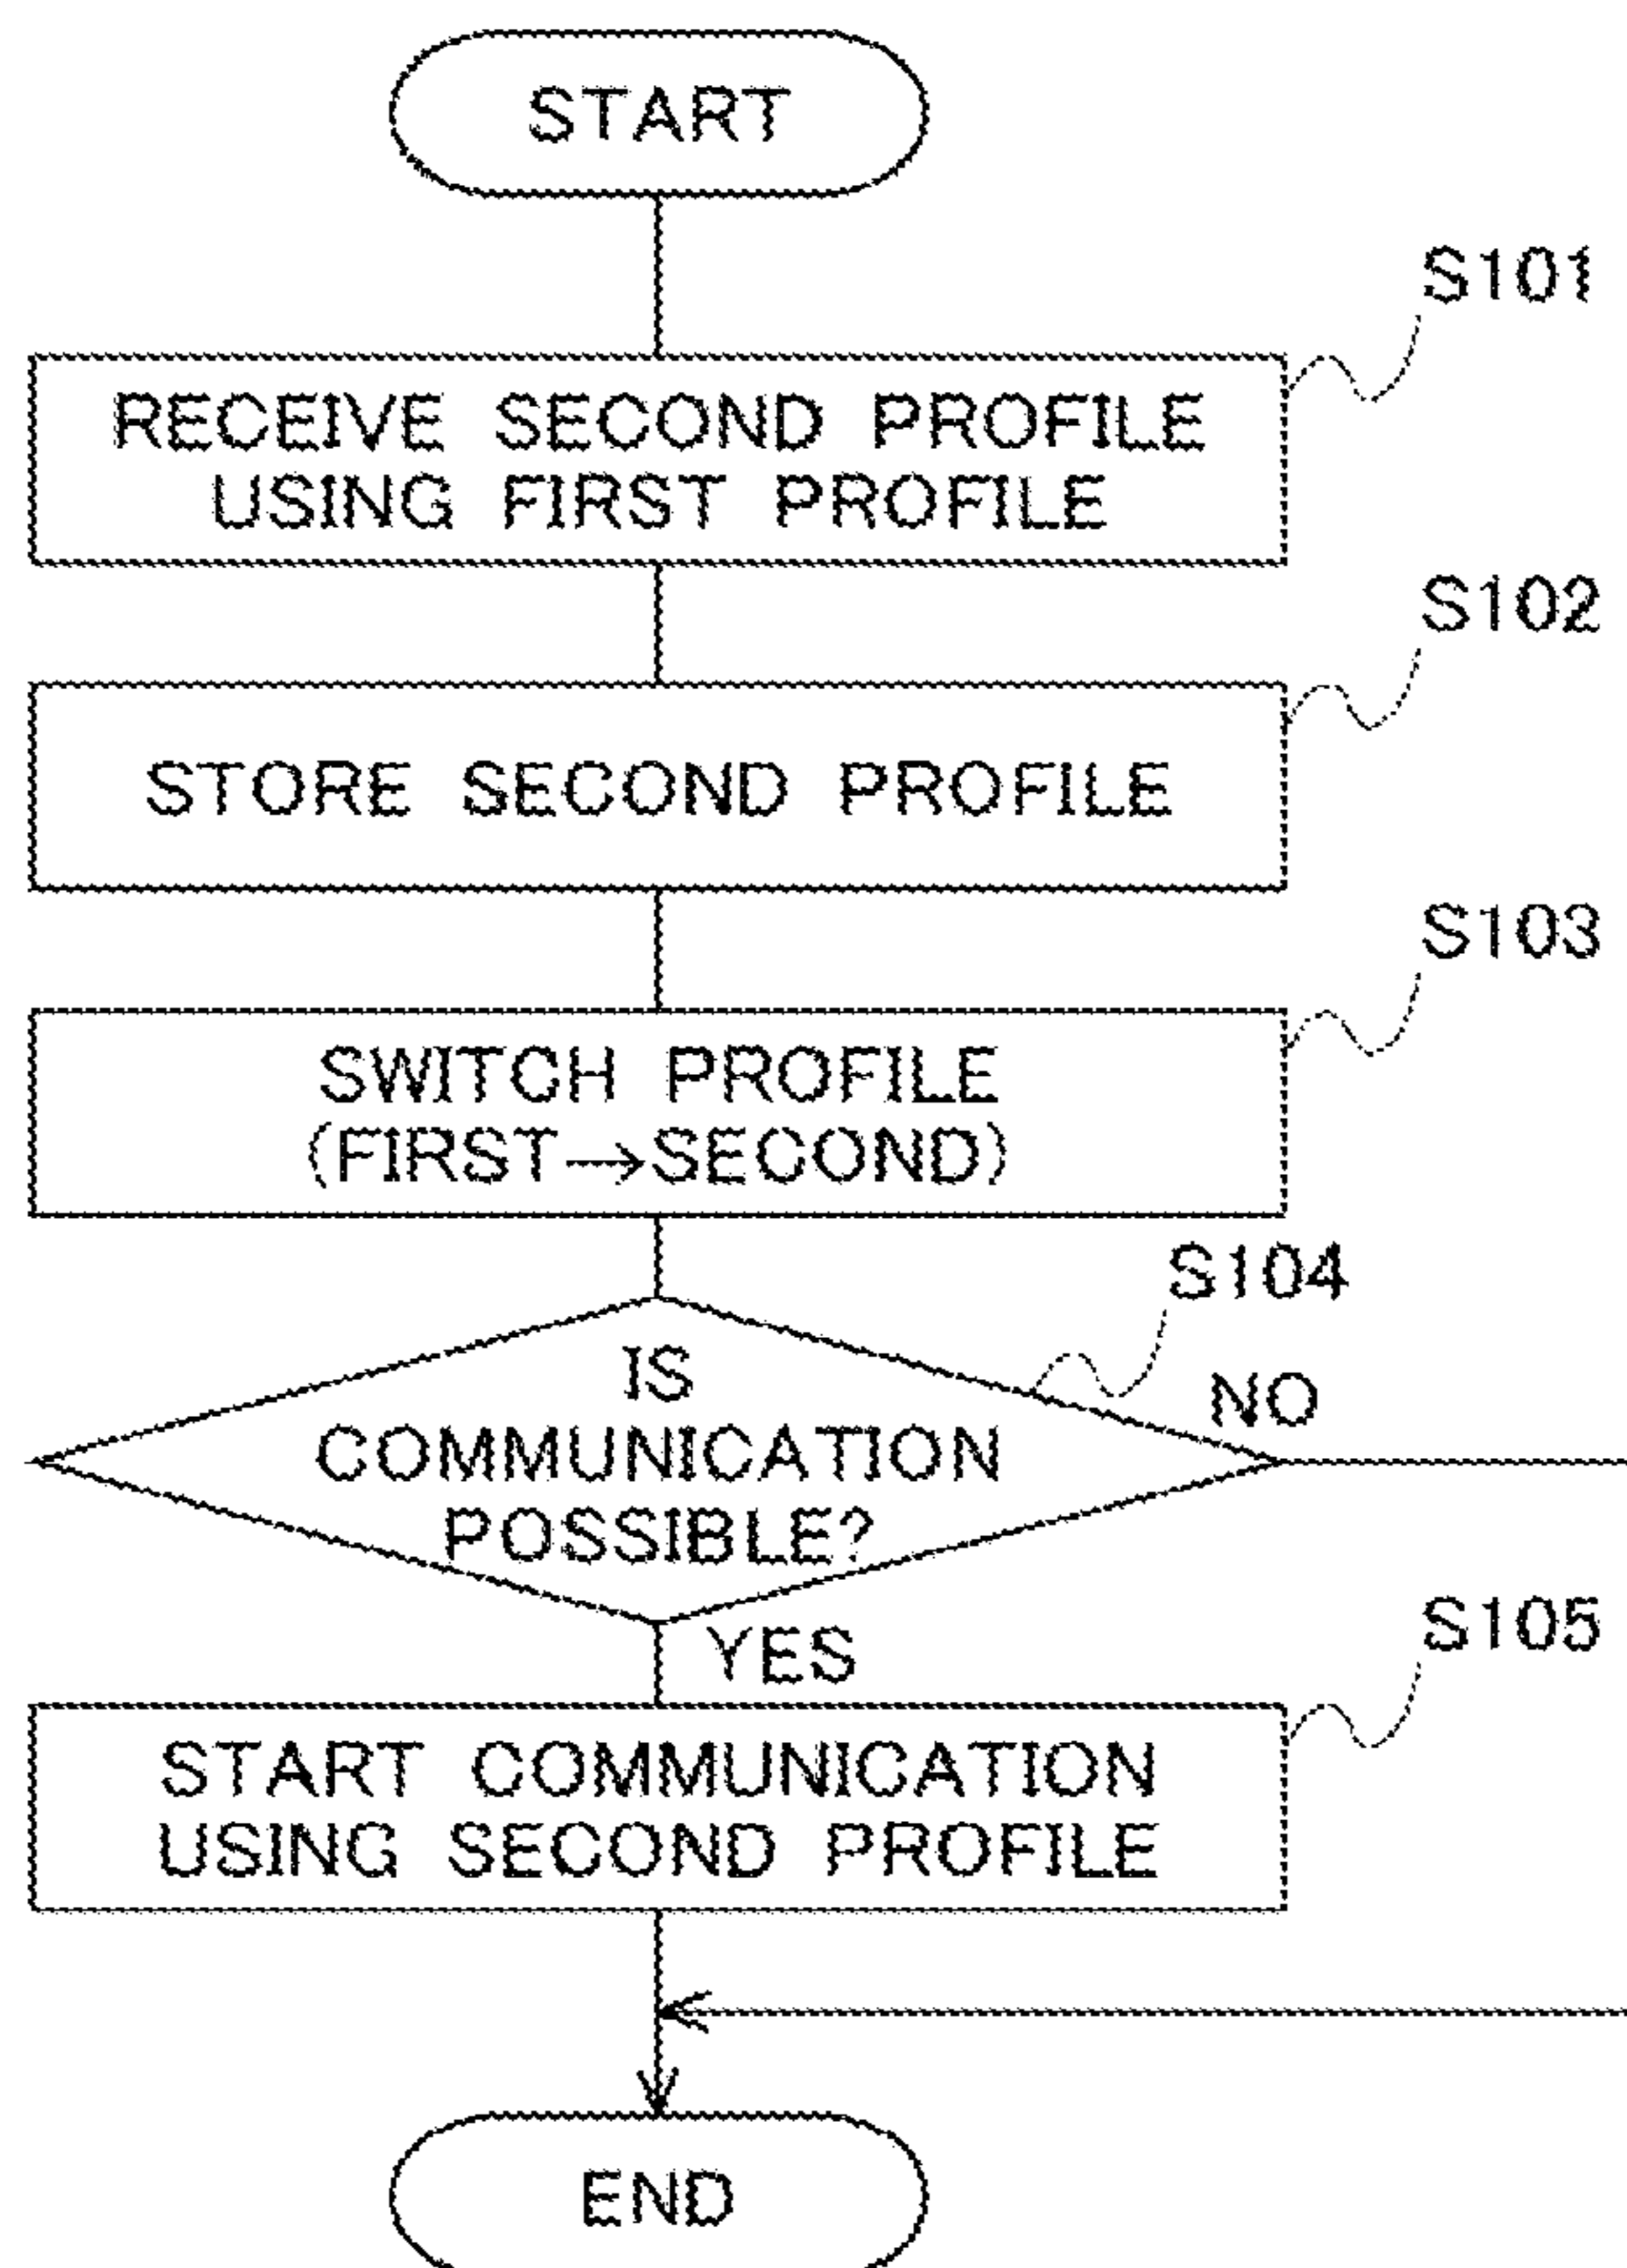 START
S101
RECEIVE SECOND PROFILE
USING FIRST PROFILE
S102
STORE SECOND PROFILE
S103
SWITCH PROFILE
(FIRST→SECOND)
S104
IS
COMMUNICATION
POSSIBLE?
NO
YES
S105
START COMMUNICATION
USING SECOND PROFILE
END